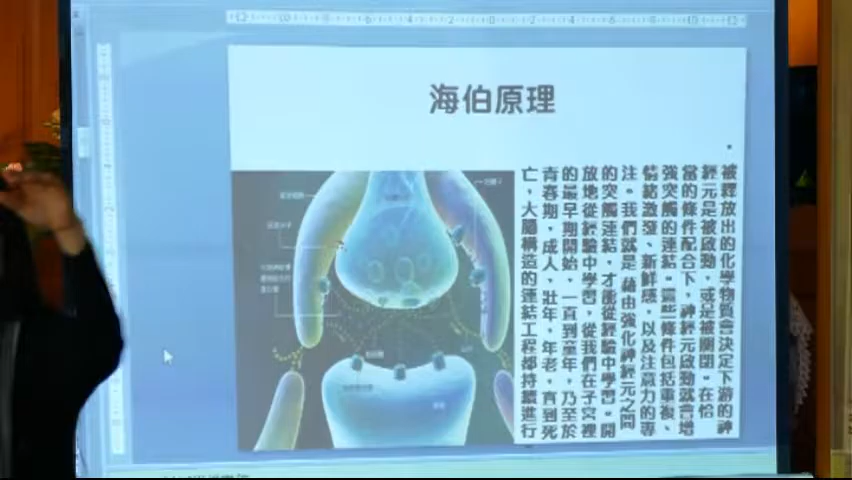 海伯原理
被釋放出的化學物質會決定下游的神
經元是被啟動，或是被關閉。在恰
當的條件配合下，神經元啟動就會增
強突觸的連結。這些條件包括重複、
情緒激發、新鮮感，以及注意力的專
注。我們就是 藉由強化神經元之間
的突觸連結，才能從經驗中學習。開
放地從經驗中學習，從我們在子宮裡
的最早期開始，一直到童年，乃至於
青春期，成人，壯年，年老，直到死
亡，大腦構造的連結工程都持續進行